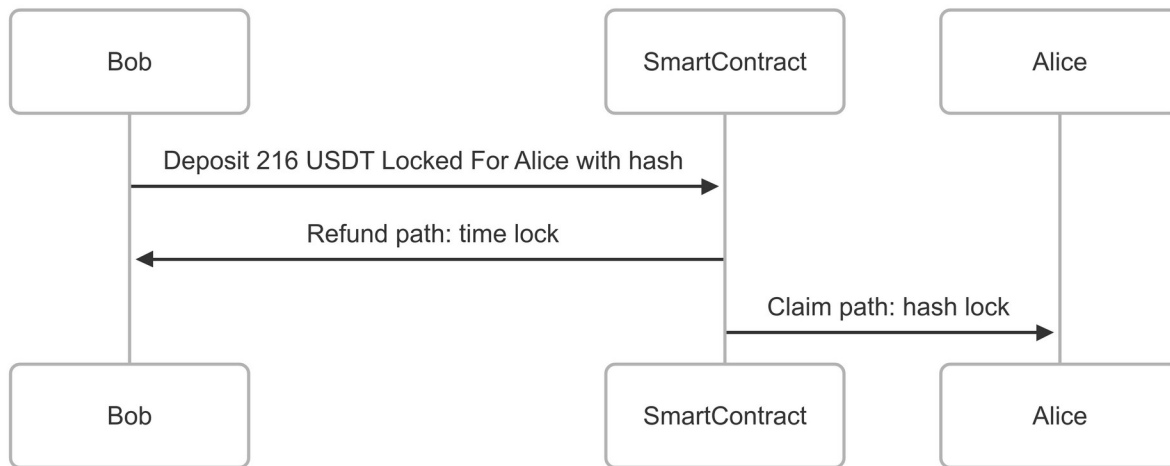 Bob
SmartContract
Alice
Deposit 216 USDT Locked For Alice with hash
Refund path: time lock
Claim path: hash lock
Bob
SmartContract
Alice